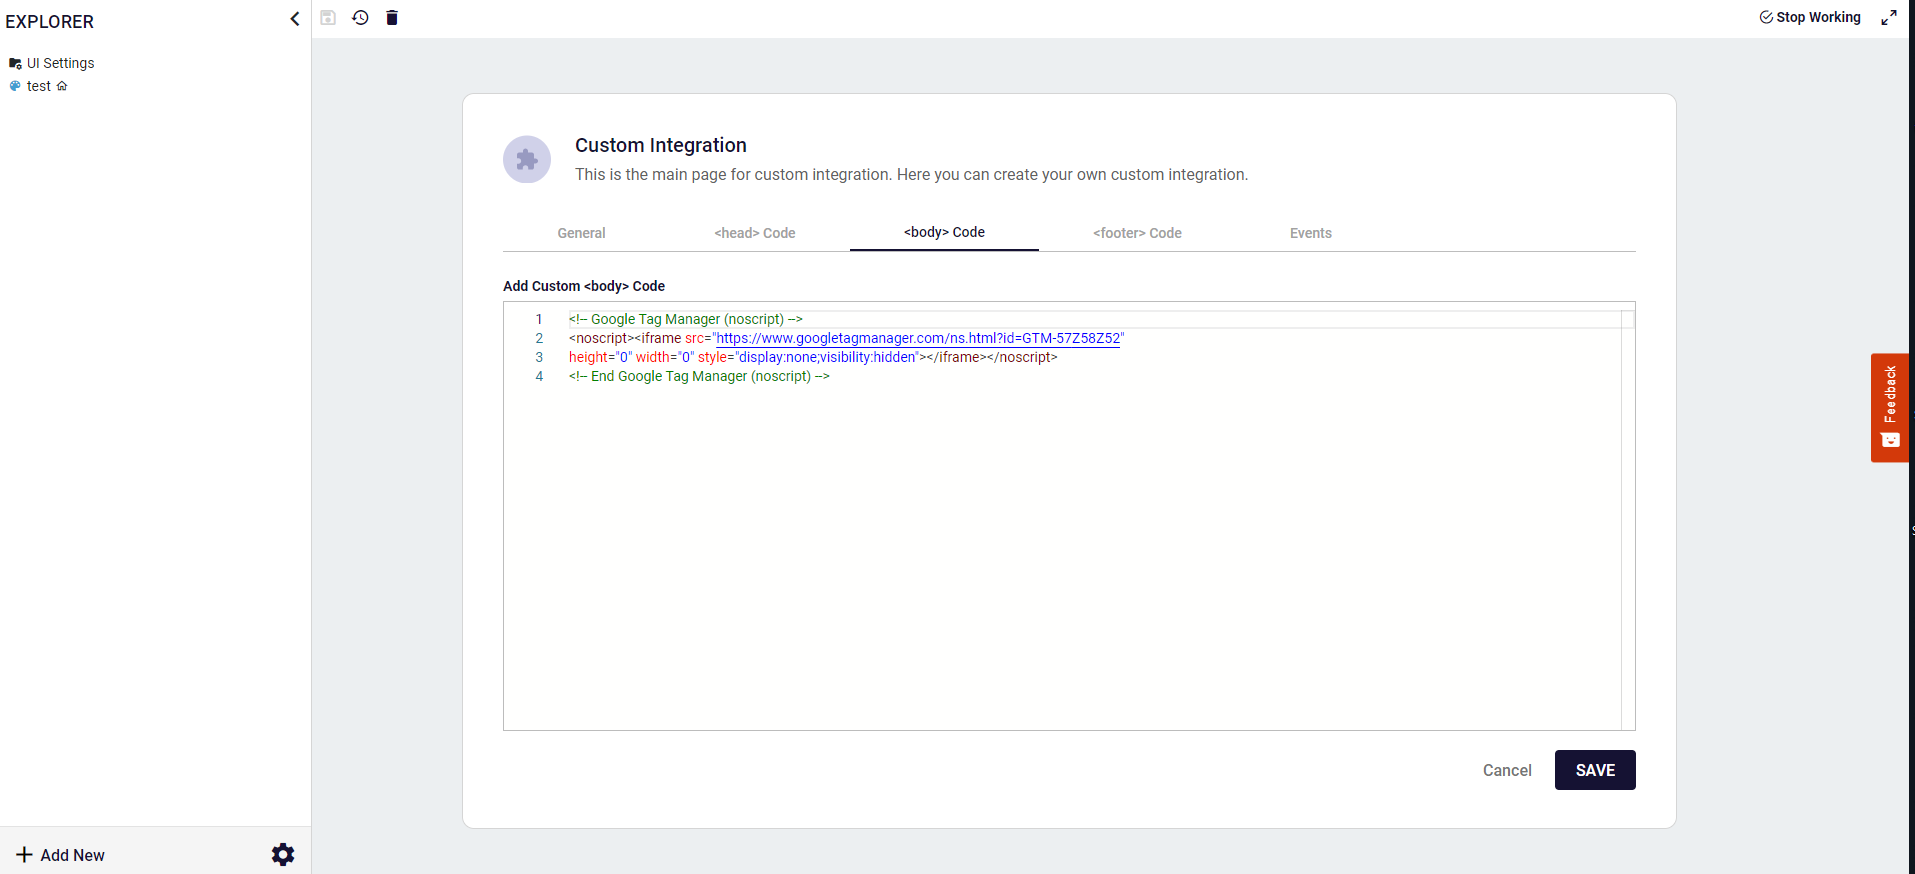 EXPLORER
UI Settings
test
Stop Working
Custom Integration
This is the main page for custom integration. Here you can create your own custom integration.
General
<head> Code
<body> Code
<footer> Code
Events
Add Custom <body> Code
1 <!-- Google Tag Manager (noscript) -->
2 <noscript><iframe src="https://www.googletagmanager.com/ns.html?id=GTM-57Z58Z52"
3 height="0" width="0" style="display:none;visibility:hidden"></iframe></noscript>
4 <!-- End Google Tag Manager (noscript) -->
Feedback
Cancel
SAVE
Add New